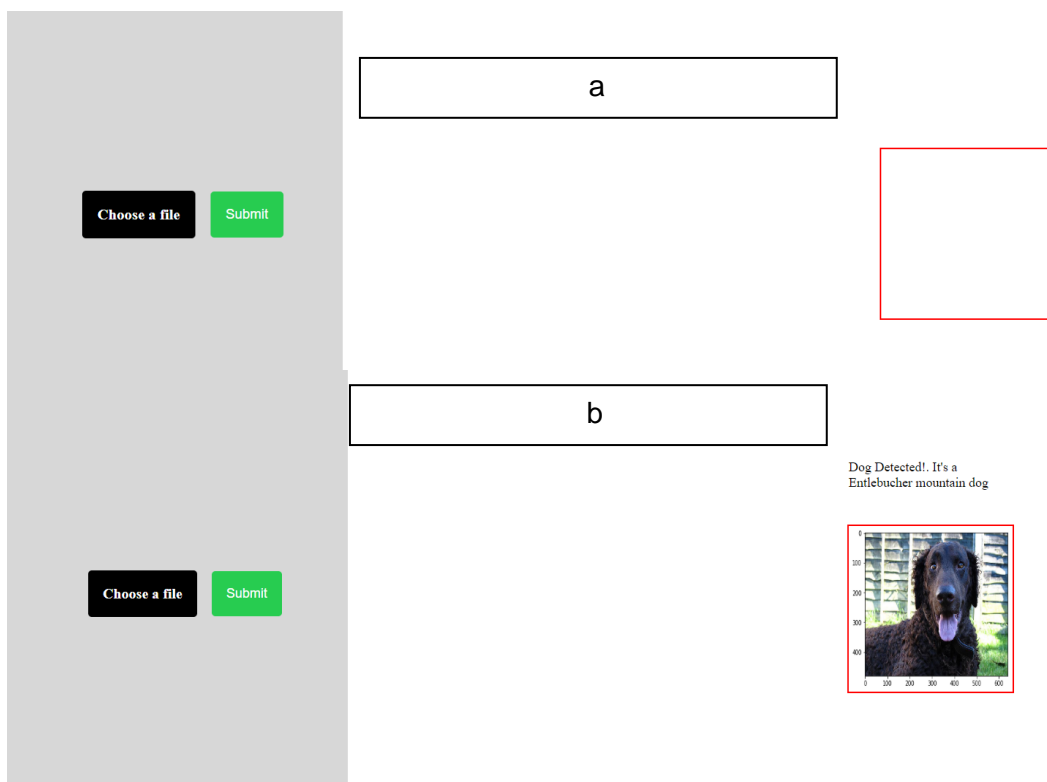 a
Choose a file
Submit
b
Dog Detected!. It's a
Entlebucher mountain dog
Choose a file
Submit
0
100
200
300
400
0 100 200 300 400 500 600